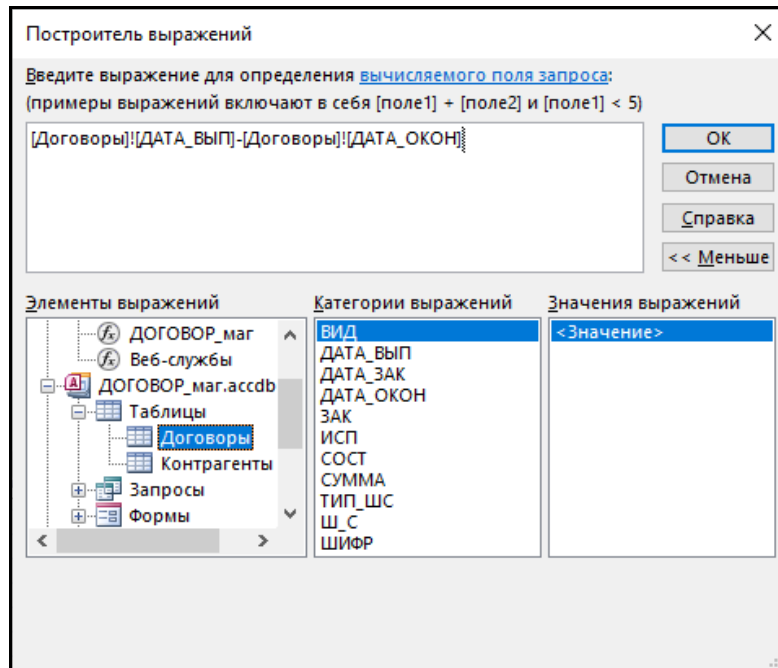 Построитель выражений
Введите выражение для определения вычисляемого поля запроса:
(примеры выражений включают в себя [поле1] + [поле2] и [поле1] < 5)
[Договоры]![ДАТА_ВЫП]-[Договоры]![ДАТА_ОКОН]
ОК
Отмена
Справка
<< Меньше
Элементы выражений
ДОГОВОР_маг
Веб-службы
ДОГОВОР_маг.accdb
Таблицы
Договоры
Контрагенты
Запросы
Формы
Категории выражений
ВИД
ДАТА_ВЫП
ДАТА_ЗАК
ДАТА_ОКОН
ЗАК
ИСП
СОСТ
СУММА
ТИП_ШС
Ш_С
ШИФР
Значения выражений
<Значение>